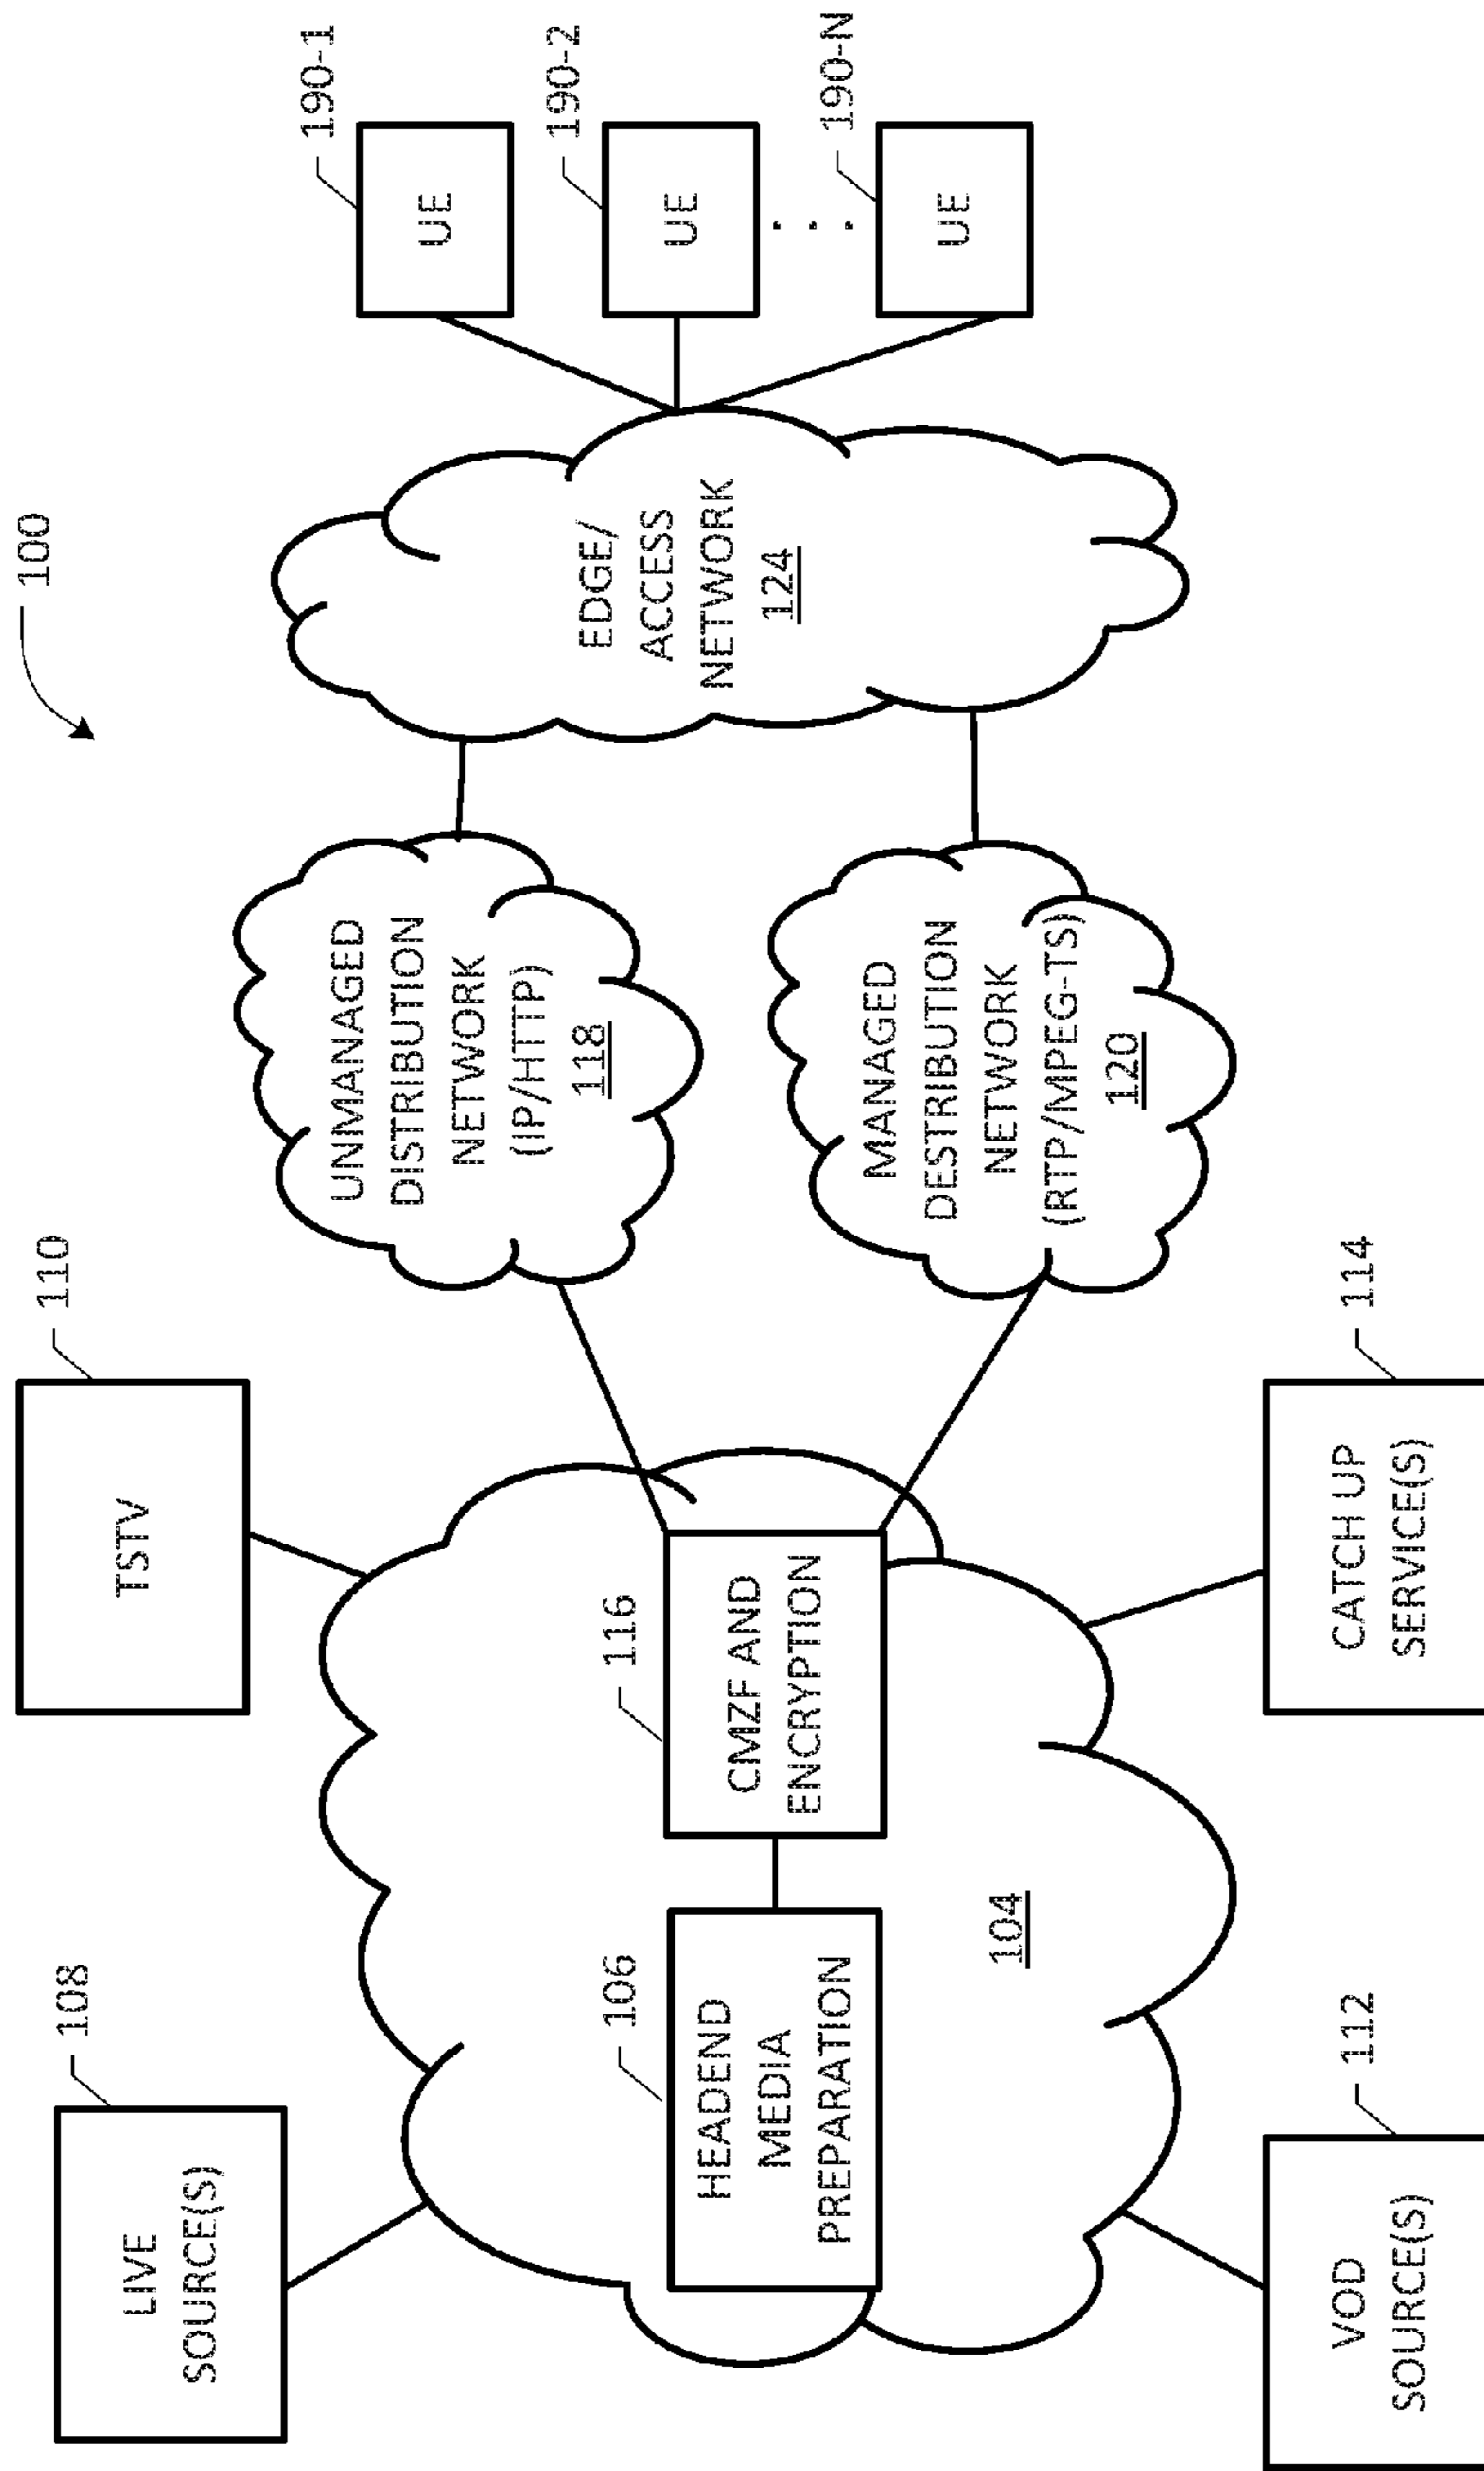 100
LIVE
SOURCE(S)
108
TSTV
110
HEADEND
MEDIA
PREPARATION
106
CMZF AND
ENCRYPTION
116
104
VOD
SOURCE(S)
112
CATCH UP
SERVICE(S)
114
UNMANAGED
DISTRIBUTION
NETWORK
(IP/HTTP)
118
MANAGED
DESTRIBUTION
NETWORK
(RTP/MPEG-TS)
120
EDGE/
ACCESS
NETWORK
124
UE
190-1
UE
190-2
. . .
UE
190-N